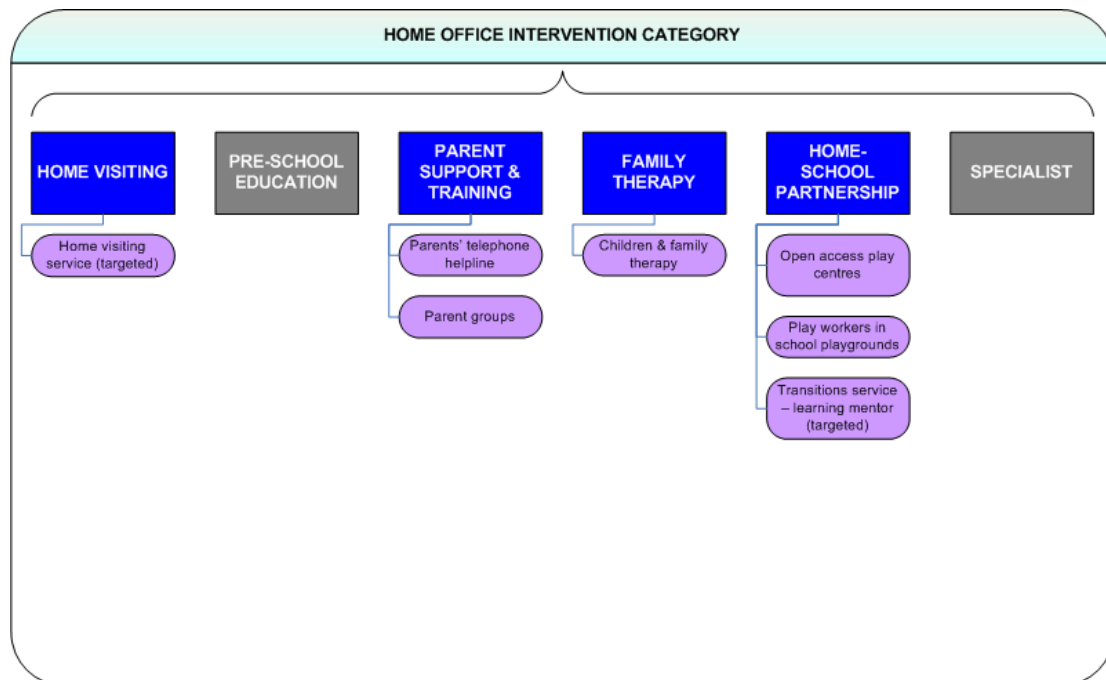 HOME OFFICE INTERVENTION CATEGORY
HOME VISITING
PRE-SCHOOL
EDUCATION
PARENT
SUPPORT &
TRAINING
FAMILY
THERAPY
HOME-
SCHOOL
PARTNERSHIP
SPECIALIST
Home visiting
service (targeted)
Parents’ telephone
helpline
Parent groups
Children & family
therapy
Open access play
centres
Play workers in
school playgrounds
Transitions service
– learning mentor
(targeted)